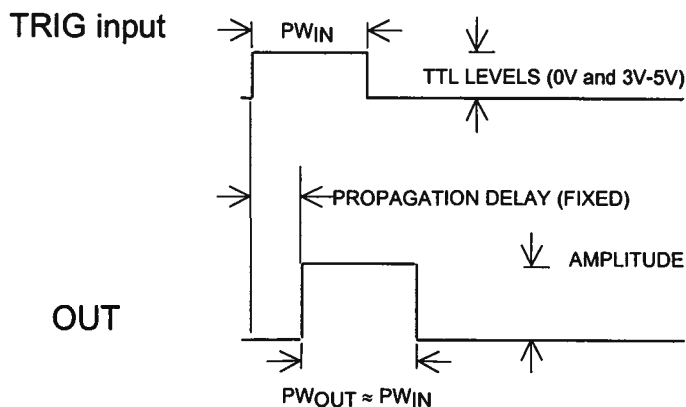 TRIG input
PWIN
TTL LEVELS (0V and 3V-5V)
PROPAGATION DELAY (FIXED)
AMPLITUDE
OUT
PWOUT ≈ PWIN